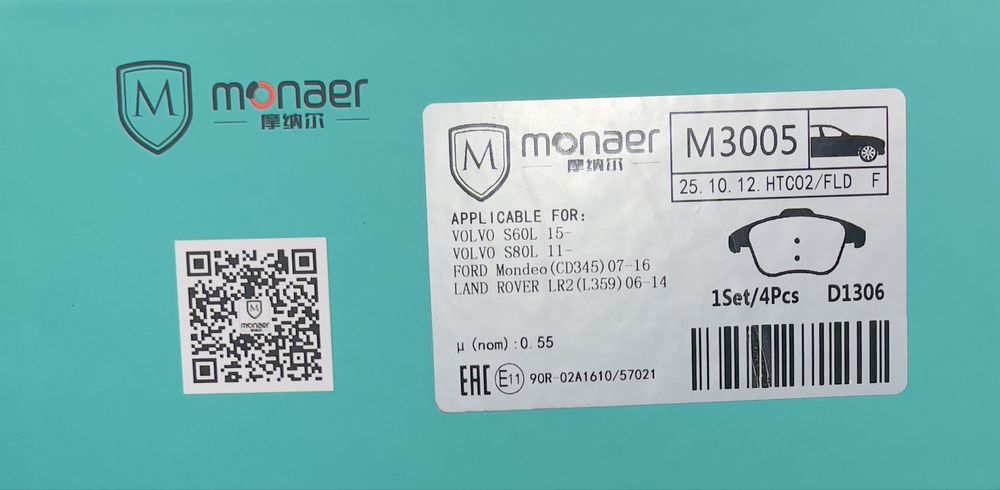 M monaer
摩纳尔
M monaer
摩纳尔
M3005
25.10.12.HTC02/FLD F
APPLICABLE FOR:
VOLVO S60L 15-
VOLVO S80L 11-
FORD Mondeo(CD345)07-16
LAND ROVER LR2(L359)06-14
1Set/4Pcs D1306
μ(nom):0.55
EAC E11 90R-02A1610/57021
M
monaer